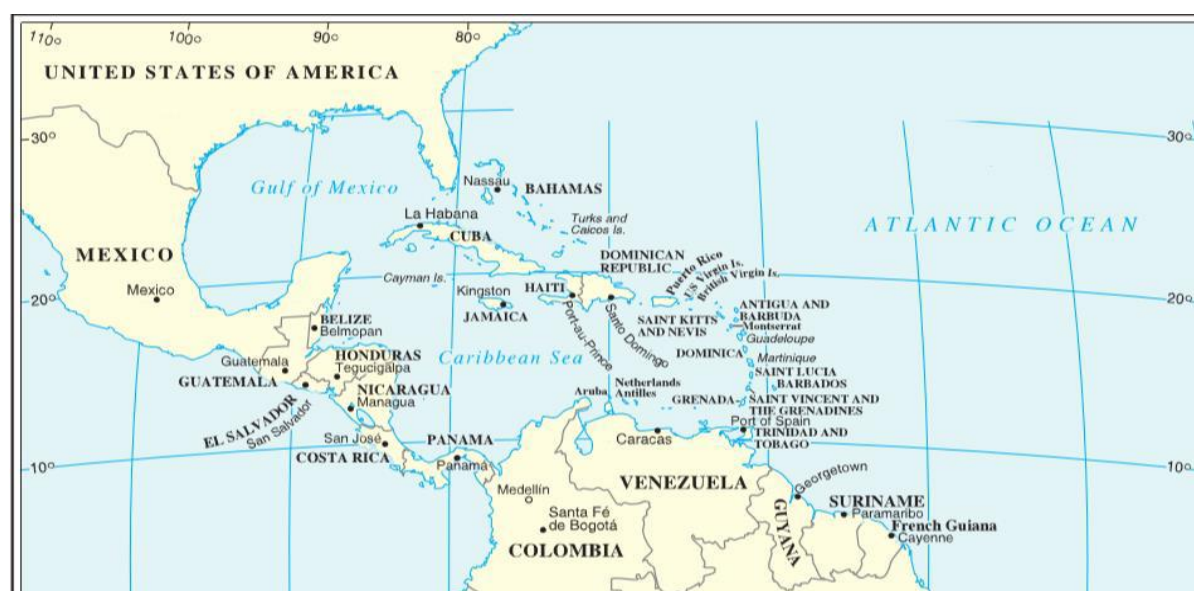 110°
100°
90°
80°
UNITED STATES OF AMERICA
30°
30°
Gulf of Mexico
Nassau
BAHAMAS
La Habana
CUBA
Turks and
Caicos Is.
ATLANTIC OCEAN
MEXICO
Mexico
DOMINICAN
REPUBLIC
Puerto Rico
US Virgin Is.
British Virgin Is.
Cayman Is.
20°
20°
Kingston
JAMAICA
HAITI
Port-au-Prince
Santo Domingo
SAINT KITTS
AND NEVIS
ANTIGUA AND
BARBUDA
Montserrat
Guadeloupe
BELIZE
Belmopan
Guatemala
GUATEMALA
HONDURAS
Tegucigalpa
Caribbean Sea
DOMINICA
Martinique
SAINT LUCIA
BARBADOS
NICARAGUA
Managua
EL SALVADOR
San Salvador
Aruba
Netherlands
Antilles
GRENADA
SAINT VINCENT AND
THE GRENADINES
Port of Spain
TRINIDAD AND
TOBAGO
San José
COSTA RICA
PANAMA
Panamá
Caracas
10°
10°
Medellín
Santa Fé
de Bogotá
COLOMBIA
VENEZUELA
Georgetown
GUYANA
SURINAME
Paramaribo
French Guiana
Cayenne